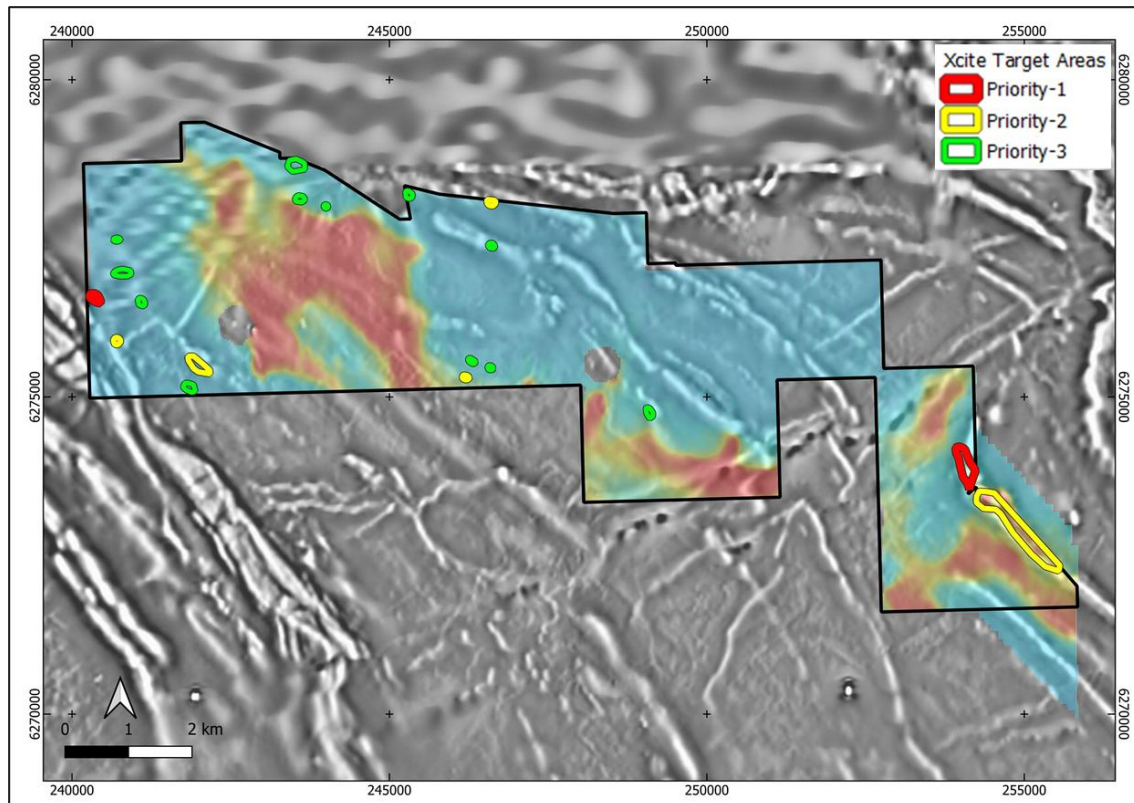 240000 245000 250000 255000
6280000 6280000
Xcite Target Areas
Priority-1
Priority-2
Priority-3
6275000 6275000
6270000 6270000
0 1 2 km
240000 245000 250000 255000